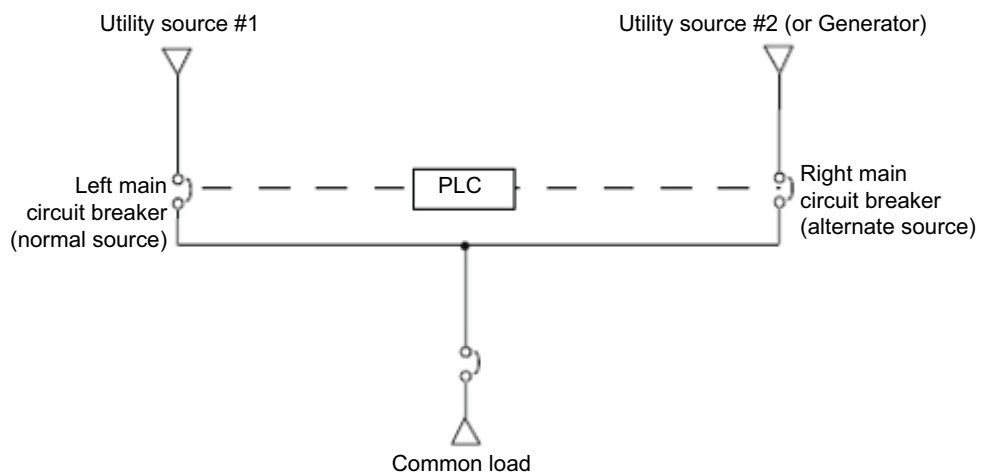 Utility source #1
Utility source #2 (or Generator)
Left main
circuit breaker
(normal source)
PLC
Right main
circuit breaker
(alternate source)
Common load